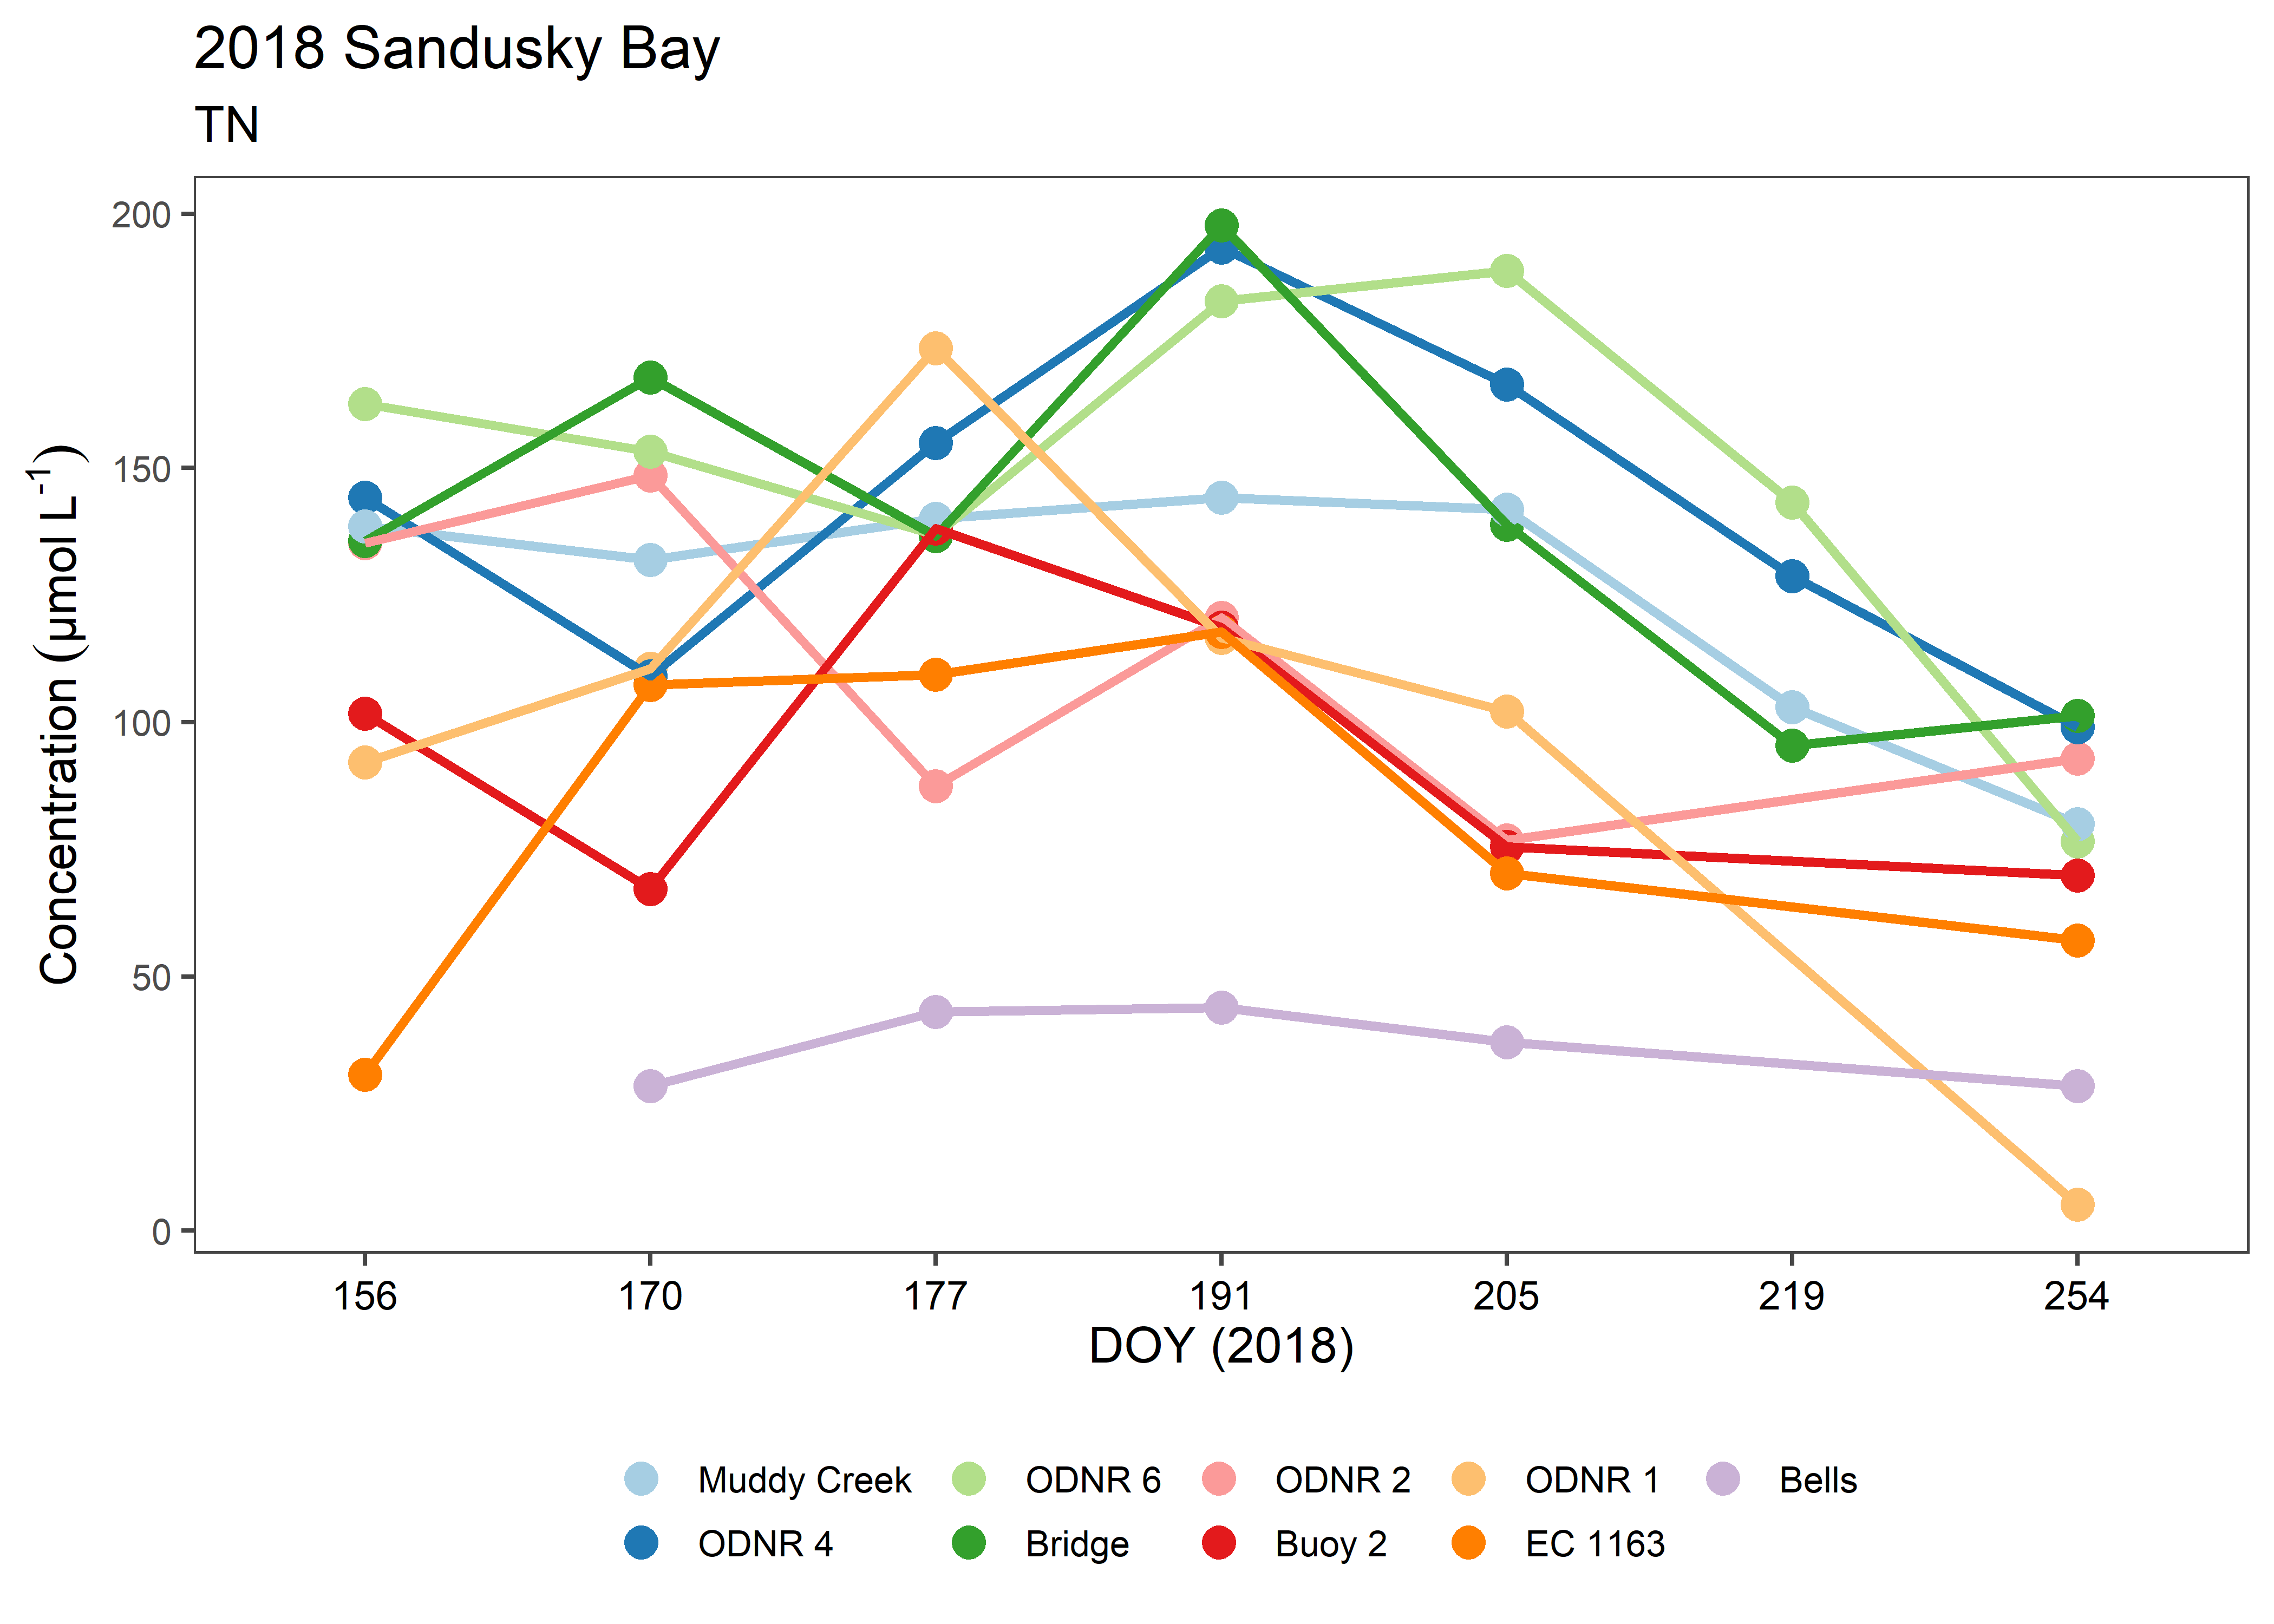 2018 Sandusky Bay
TN
Concentration (µmol L⁻¹)
200
150
100
50
0
156 170 177 191 205 219 254
DOY (2018)
Muddy Creek ODNR 6 ODNR 2 ODNR 1 Bells
ODNR 4 Bridge Buoy 2 EC 1163